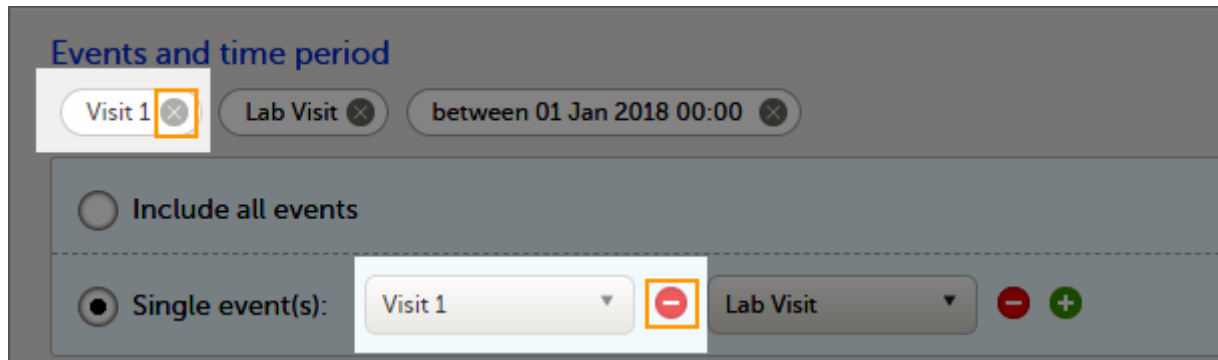 Events and time period
Visit 1 Lab Visit between 01 Jan 2018 00:00
Include all events
Single event(s): Visit 1 Lab Visit